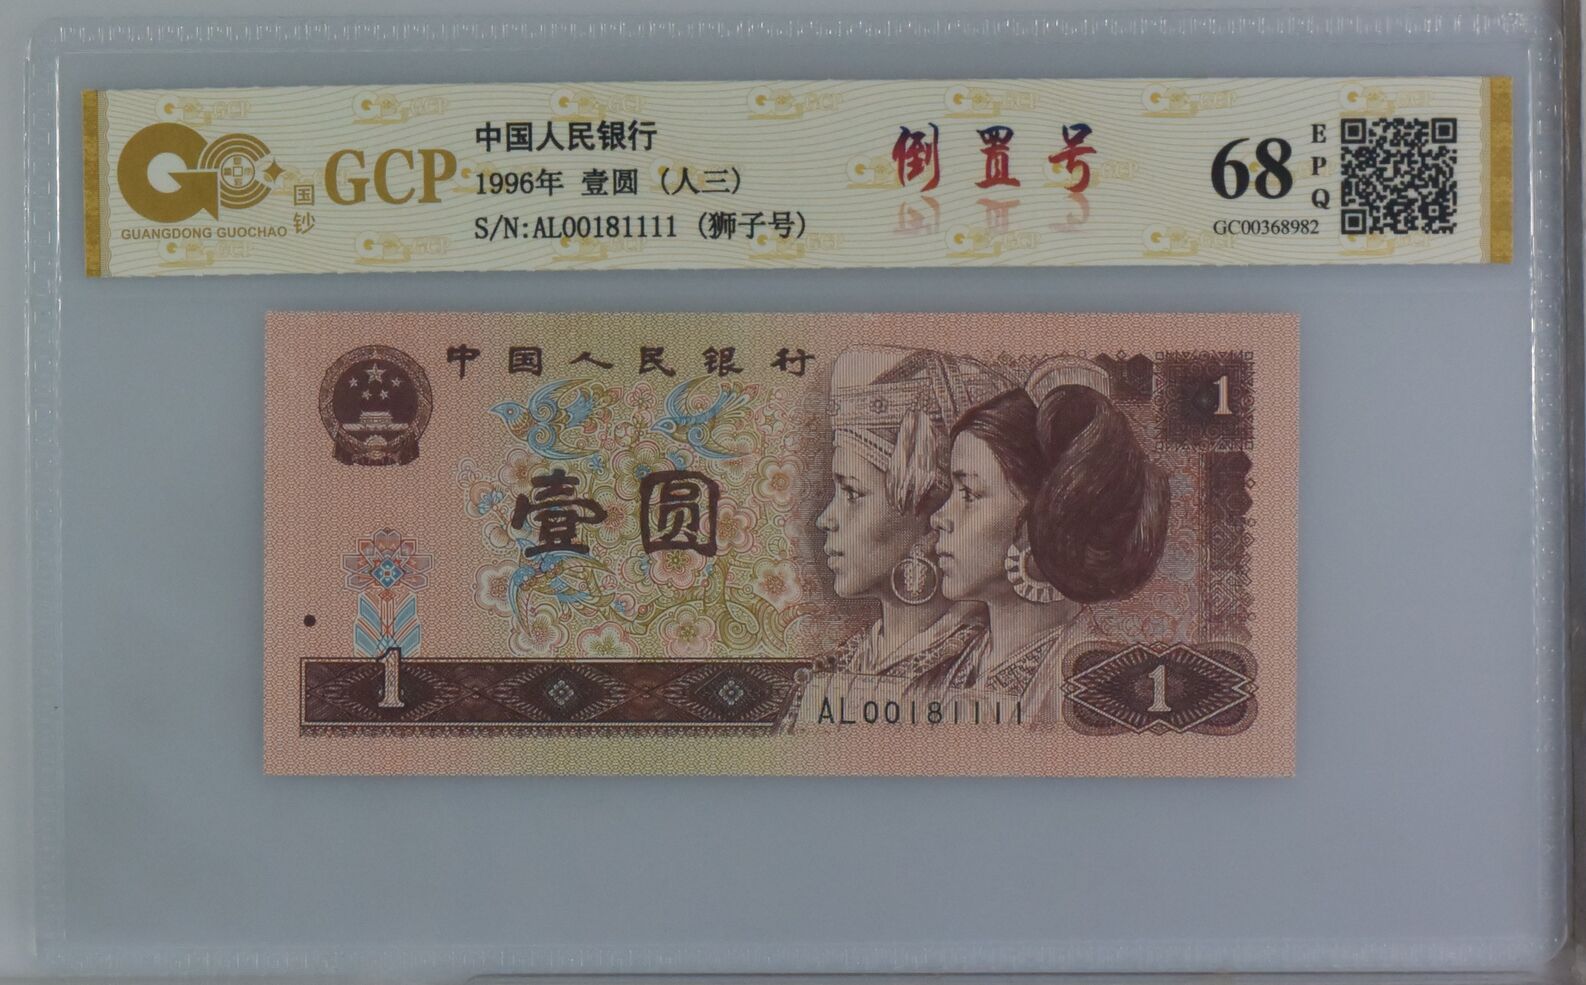 GCP
国钞
GUANGDONG GUOCHAO
中国人民银行
1996年 壹圆 (人三)
S/N:AL00181111 (狮子号)
倒置号
68
EPQ
GC00368982
中国人民银行
1
壹圆
1
AL00181111
1